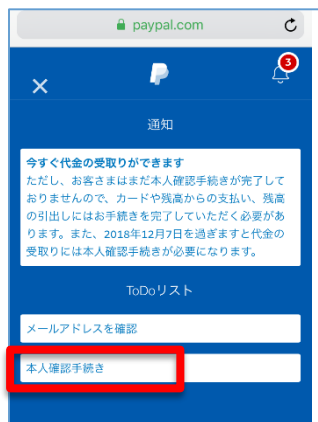 paypal.com
3
通知
今すぐ代金の受取りができます
ただし、お客さまはまだ本人確認手続きが完了して
おりませんので、カードや残高からの支払い、残高
の引出しにはお手続きを完了していただく必要があ
ります。また、2018年12月7日を過ぎますと代金の
受取りには本人確認手続きが必要になります。
ToDoリスト
メールアドレスを確認
本人確認手続き